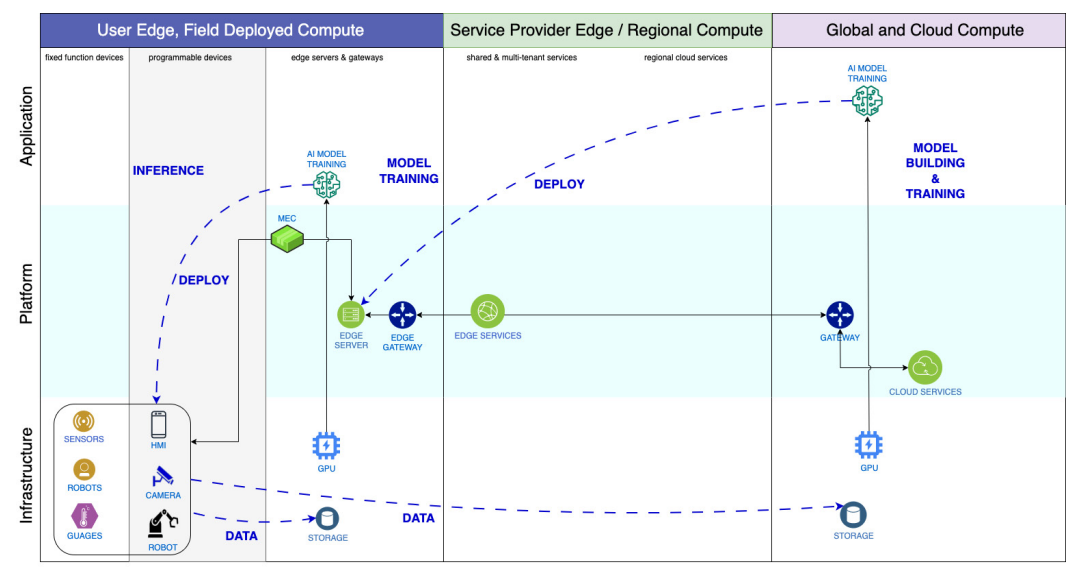 User Edge, Field Deployed Compute
Service Provider Edge / Regional Compute
Global and Cloud Compute
fixed function devices
programmable devices
edge servers & gateways
shared & multi-tenant services
regional cloud services
Application
AI MODEL
TRAINING
INFERENCE
AI MODEL
TRAINING
MODEL
TRAINING
DEPLOY
MODEL
BUILDING
&
TRAINING
Platform
MEC
DEPLOY
EDGE
SERVER
EDGE
GATEWAY
EDGE SERVICES
GATEWAY
CLOUD SERVICES
Infrastructure
SENSORS
HMI
GPU
GPU
ROBOTS
CAMERA
GUAGES
ROBOT
DATA
STORAGE
DATA
STORAGE